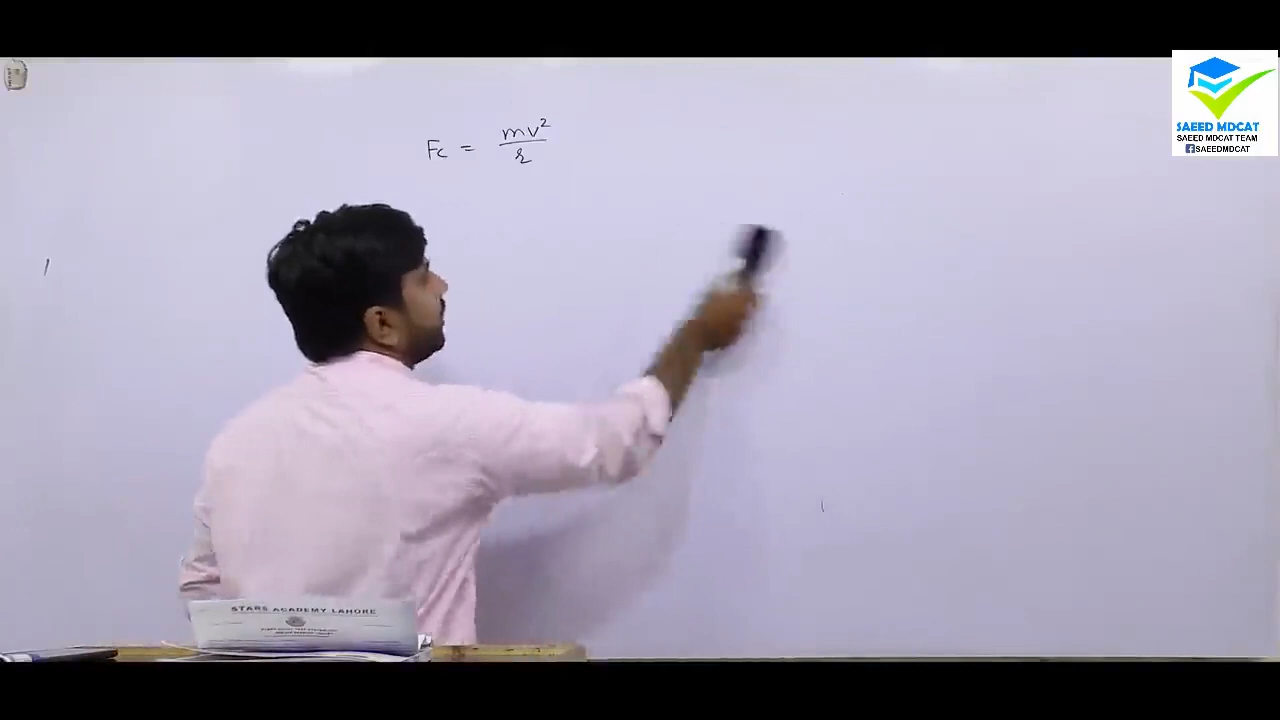 Fc = mv²/r
SAEED MDCAT
SAEED MDCAT TEAM
SAEEDMDCAT
STARS ACADEMY LAHORE